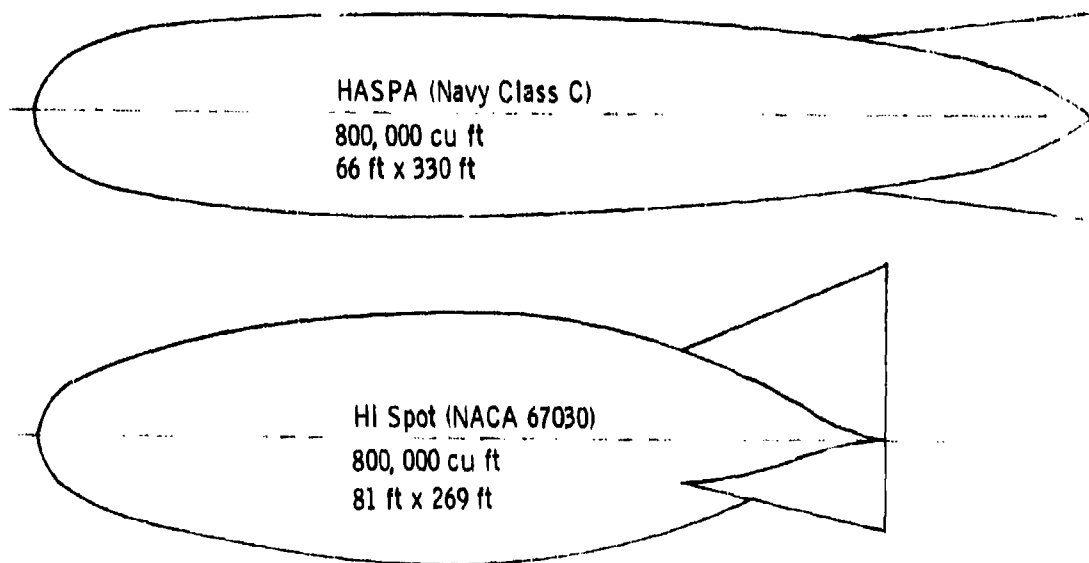 HASPA (Navy Class C)
800,000 cu ft
66 ft x 330 ft
HI Spot (NACA 67030)
800,000 cu ft
81 ft x 269 ft